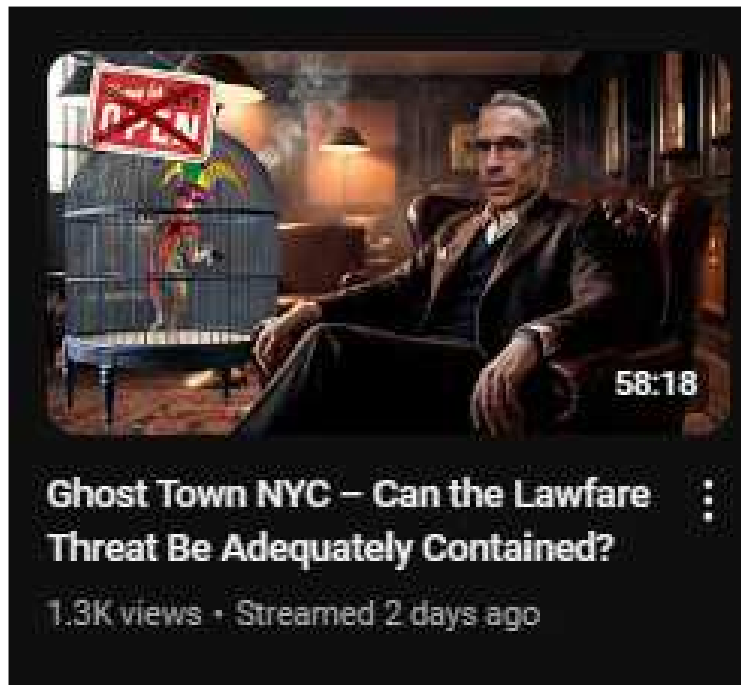 OPEN
58:18
Ghost Town NYC – Can the Lawfare
Threat Be Adequately Contained?
1.3K views • Streamed 2 days ago